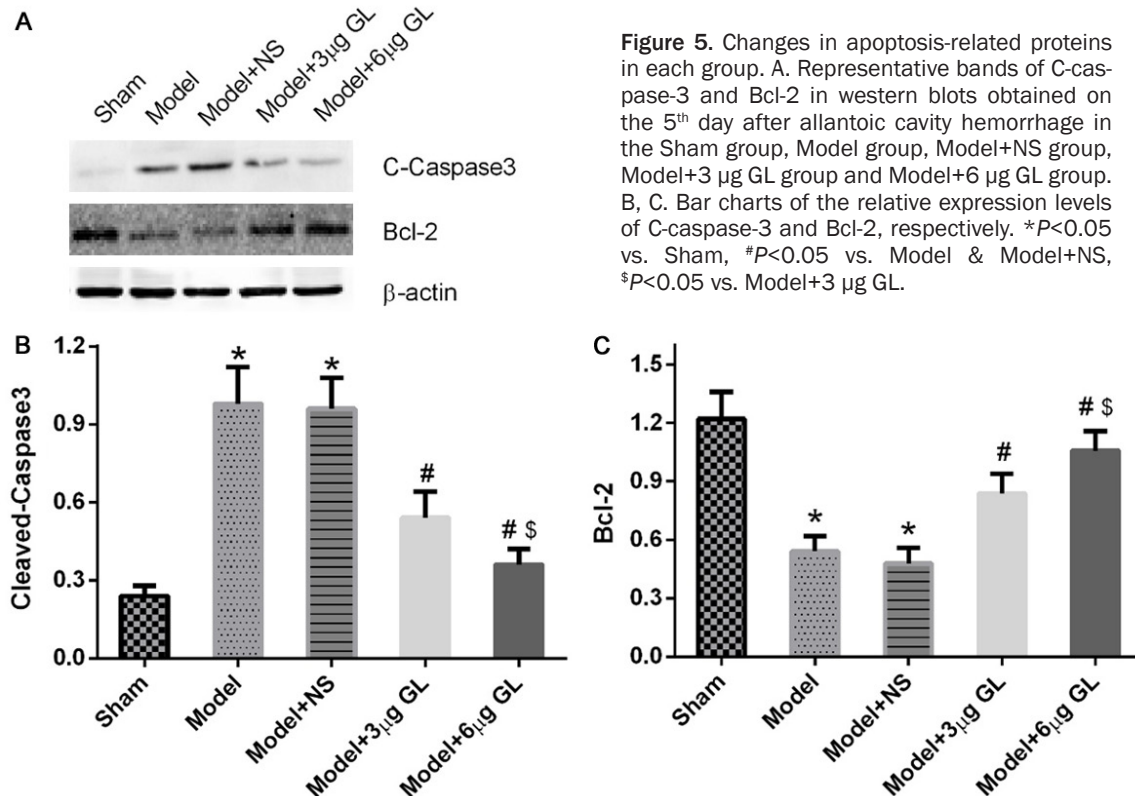 A
Sham
Model
Model+NS
Model+3μg GL
Model+6μg GL
C-Caspase3
Bcl-2
β-actin
Figure 5. Changes in apoptosis-related proteins
in each group. A. Representative bands of C-cas-
pase-3 and Bcl-2 in western blots obtained on
the 5th day after allantoic cavity hemorrhage in
the Sham group, Model group, Model+NS group,
Model+3 μg GL group and Model+6 μg GL group.
B, C. Bar charts of the relative expression levels
of C-caspase-3 and Bcl-2, respectively. *P<0.05
vs. Sham, #P<0.05 vs. Model & Model+NS,
$P<0.05 vs. Model+3 μg GL.
B
Cleaved-Caspase3
1.2
0.9
0.6
0.3
0.0
*
*
#
# $
Sham
Model
Model+NS
Model+3μg GL
Model+6μg GL
C
Bcl-2
1.5
1.2
0.9
0.6
0.3
0.0
*
*
#
# $
Sham
Model
Model+NS
Model+3μg GL
Model+6μg GL